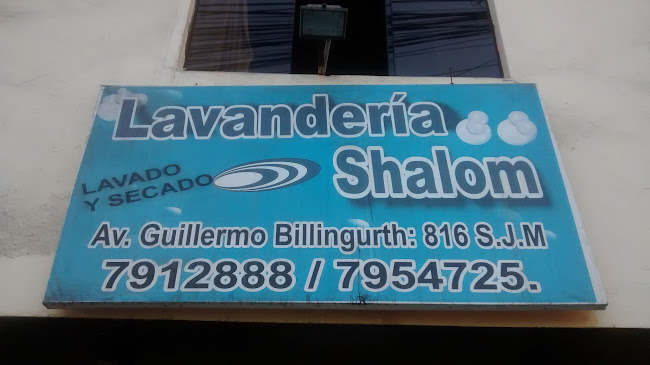 Lavandería
Shalom
LAVADO
Y SECADO
Av. Guillermo Billingurth: 816 S.J.M
7912888 / 7954725.